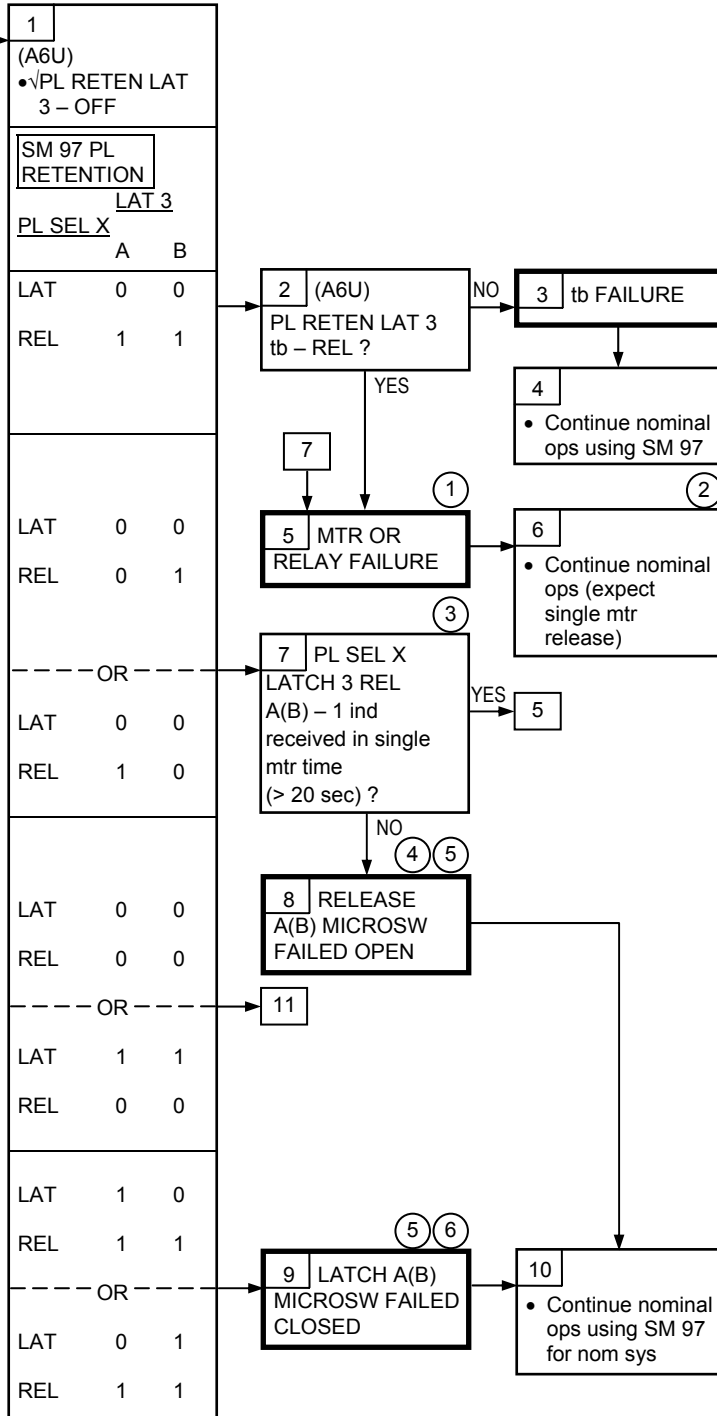 1
(A6U)
•√PL RETEN LAT
3 – OFF
SM 97 PL
RETENTION
LAT 3
PL SEL X
A B
LAT 0 0
REL 1 1
2 (A6U)
PL RETEN LAT 3
tb – REL ?
NO
YES
3 tb FAILURE
4
• Continue nominal
ops using SM 97
LAT 0 0
REL 0 1
OR
LAT 0 0
REL 1 0
7
1
5 MTR OR
RELAY FAILURE
2
6
• Continue nominal
ops (expect
single mtr
release)
3
7 PL SEL X
LATCH 3 REL
A(B) – 1 ind
received in single
mtr time
(> 20 sec) ?
YES
5
NO
4 5
8 RELEASE
A(B) MICROSW
FAILED OPEN
LAT 0 0
REL 0 0
OR
11
LAT 1 1
REL 0 0
LAT 1 0
REL 1 1
OR
LAT 0 1
REL 1 1
5 6
9 LATCH A(B)
MICROSW FAILED
CLOSED
10
• Continue nominal
ops using SM 97
for nom sys